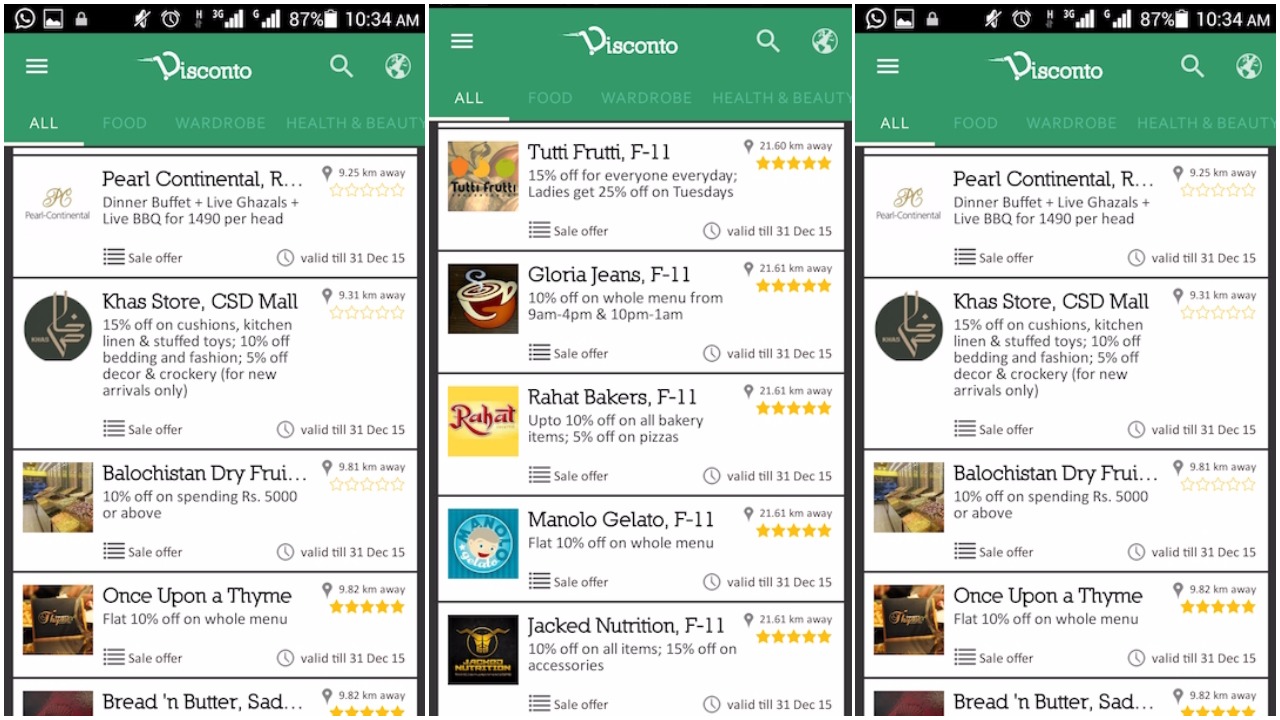 H 3G G 87% 10:34 AM
Disconto
ALL FOOD WARDROBE HEALTH & BEAUTY
Pearl Continental, R... 9.25 km away
Pearl-Continental
Dinner Buffet + Live Ghazals +
Live BBQ for 1490 per head
Sale offer valid till 31 Dec 15
Khas Store, CSD Mall 9.31 km away
KHAS
15% off on cushions, kitchen
linen & stuffed toys; 10% off
bedding and fashion; 5% off
decor & crockery (for new
arrivals only)
Sale offer valid till 31 Dec 15
Balochistan Dry Frui... 9.81 km away
10% off on spending Rs. 5000
or above
Sale offer valid till 31 Dec 15
Once Upon a Thyme 9.82 km away
Thyme
Flat 10% off on whole menu
Sale offer valid till 31 Dec 15
Bread 'n Butter, Sad... 9.82 km away
Disconto
ALL FOOD WARDROBE HEALTH & BEAUTY
Tutti Frutti, F-11 21.60 km away
Tutti Frutti
15% off for everyone everyday;
Ladies get 25% off on Tuesdays
Sale offer valid till 31 Dec 15
Gloria Jeans, F-11 21.61 km away
10% off on whole menu from
9am-4pm & 10pm-1am
Sale offer valid till 31 Dec 15
Rahat Bakers, F-11 21.61 km away
Rahat
Upto 10% off on all bakery
items; 5% off on pizzas
Sale offer valid till 31 Dec 15
Manolo Gelato, F-11 21.61 km away
MANOLO
gelato
Flat 10% off on whole menu
Sale offer valid till 31 Dec 15
Jacked Nutrition, F-11 21.61 km away
JACKED
NUTRITION
10% off on all items; 15% off on
accessories
Sale offer valid till 31 Dec 15
H 3G G 87% 10:34 AM
Disconto
ALL FOOD WARDROBE HEALTH & BEAUTY
Pearl Continental, R... 9.25 km away
Pearl-Continental
Dinner Buffet + Live Ghazals +
Live BBQ for 1490 per head
Sale offer valid till 31 Dec 15
Khas Store, CSD Mall 9.31 km away
KHAS
15% off on cushions, kitchen
linen & stuffed toys; 10% off
bedding and fashion; 5% off
decor & crockery (for new
arrivals only)
Sale offer valid till 31 Dec 15
Balochistan Dry Frui... 9.81 km away
10% off on spending Rs. 5000
or above
Sale offer valid till 31 Dec 15
Once Upon a Thyme 9.82 km away
Thyme
Flat 10% off on whole menu
Sale offer valid till 31 Dec 15
Bread 'n Butter, Sad... 9.82 km away